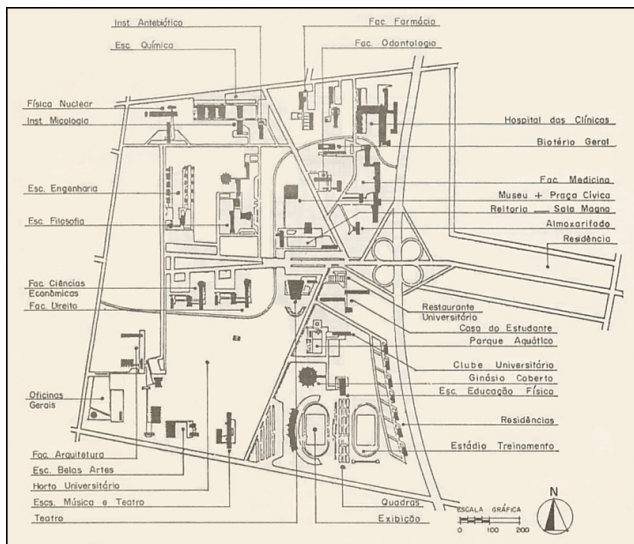 Inst Antebiótico
Esc. Química
Física Nuclear
Inst Micologia
Esc. Engenharia
Esc Filosofia
Fac Ciências
Econômicas
Fac. Direito
Oficinas
Gerais
Fac. Arquitetura
Esc. Belas Artes
Horto Universitário
Escs. Música e Teatro
Teatro
Fac. Farmácia
Fac. Odontologia
Hospital das Clínicas
Biotério Geral
Fac Medicina
Museu + Praça Cívica
Reitorio Sala Magna
Almoxarifado
Residência
Restaurante
Universitário
Casa do Estudante
Parque Aquático
Clube Universitário
Ginásio Coberto
Esc. Educação Física
Residências
Estádio Treinamento
Quadras
Exibição
N
ESCALA GRÁFICA
0 100 200